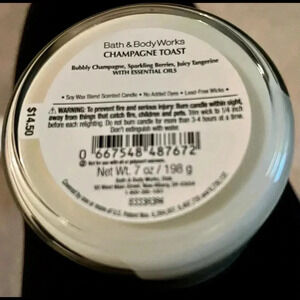 Bath & Body Works
CHAMPAGNE TOAST
Bubbly Champagne, Sparkling Berries, Juicy Tangerine
WITH ESSENTIAL OILS
• Soy Wax Blend Scented Candle • No Added Dyes • Lead-Free Wicks •
$14.50
WARNING: To prevent fire and serious injury: Burn candle within sight,
away from things that catch fire, children and pets. Trim wick to 1/4 inch
before each relighting. Do not burn candle for more than 3-4 hours at a time.
Don't extinguish with water.
0 667548 487672
Net Wt. 7 oz / 198 g
Bath & Body Works, Dist.